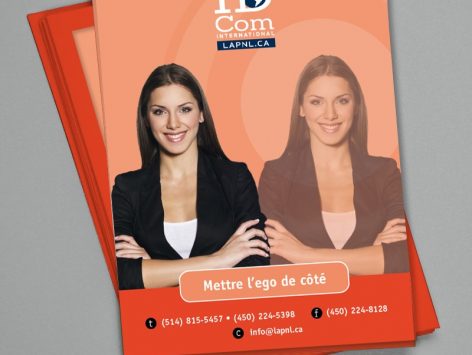 Com
INTERNATIONAL
LAPNL.CA
Mettre l'ego de côté
t (514) 815-5457 • (450) 224-5398 f (450) 224-8128
c info@lapnl.ca